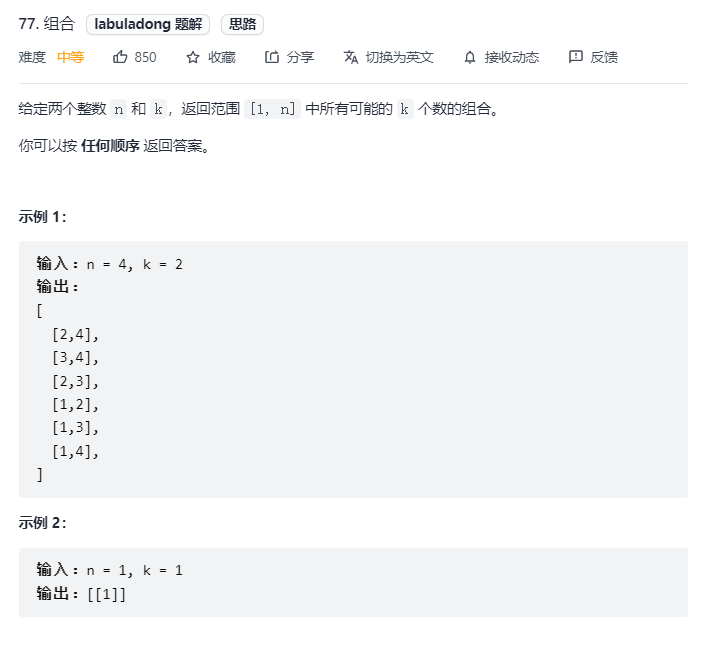 77. 组合 labuladong 题解 思路
难度 中等 850 收藏 分享 切换为英文 接收动态 反馈
给定两个整数 n 和 k，返回范围 [1, n] 中所有可能的 k 个数的组合。
你可以按 任何顺序 返回答案。
示例 1：
输入：n = 4, k = 2
输出：
[
  [2,4],
  [3,4],
  [2,3],
  [1,2],
  [1,3],
  [1,4],
]
示例 2：
输入：n = 1, k = 1
输出：[[1]]